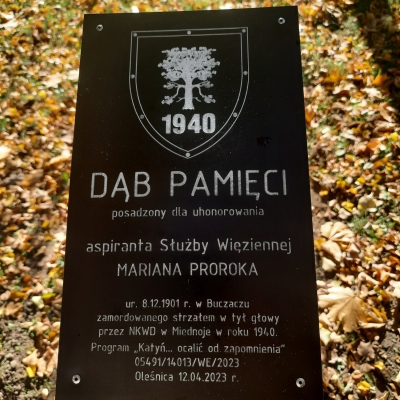 1940
DĄB PAMIĘCI
posadzony dla uhonorowania
aspiranta Służby Więziennej
MARIANA PROROKA
ur. 8.12.1901 r. w Buczaczu
zamordowanego strzałem w tył głowy
przez NKWD w Miednoje w roku 1940.
Program „Katyń... ocalić od zapomnienia”
05491/14013/WE/2023
Oleśnica 12.04.2023 r.